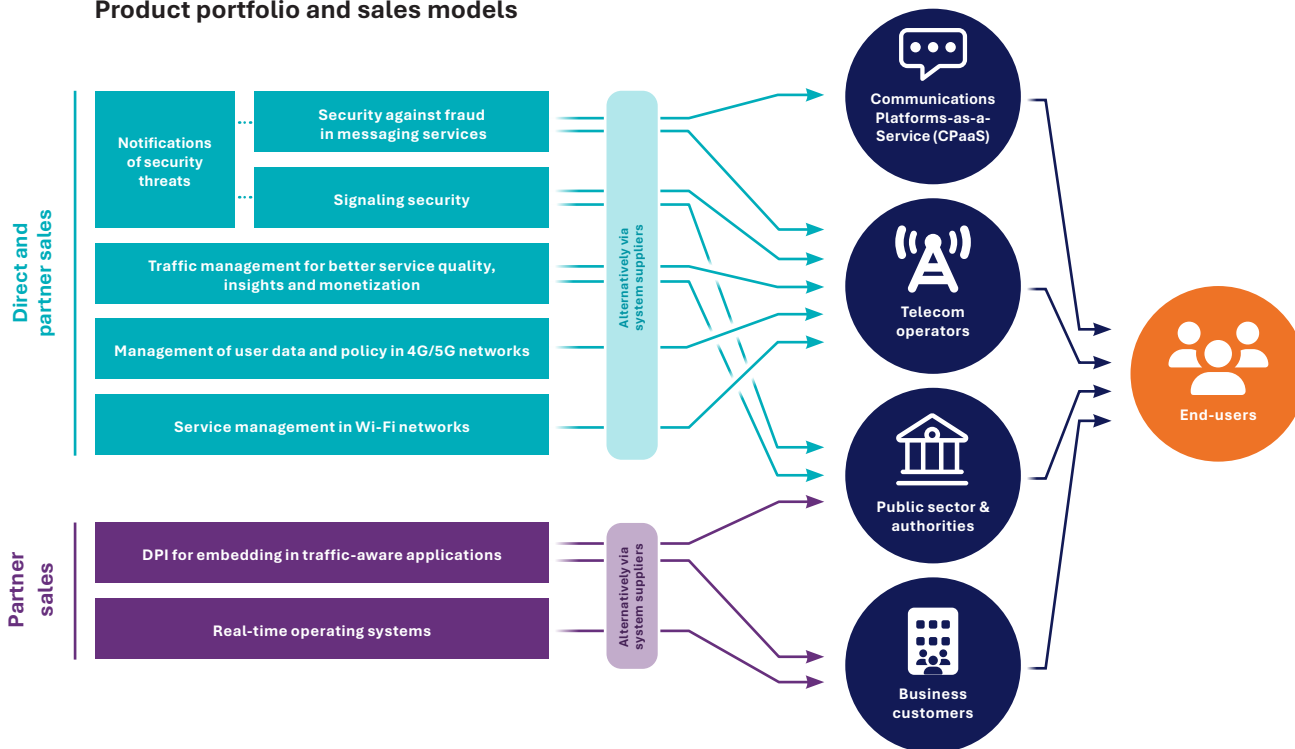 Product portfolio and sales models
Direct and
partner sales
Notifications
of security
threats
Security against fraud
in messaging services
Signaling security
Traffic management for better service quality,
insights and monetization
Management of user data and policy in 4G/5G networks
Service management in Wi-Fi networks
Alternatively via
system suppliers
Partner
sales
DPI for embedding in traffic-aware applications
Real-time operating systems
Alternatively via
system suppliers
Communications
Platforms-as-a-
Service (CPaaS)
Telecom
operators
Public sector &
authorities
Business
customers
End-users